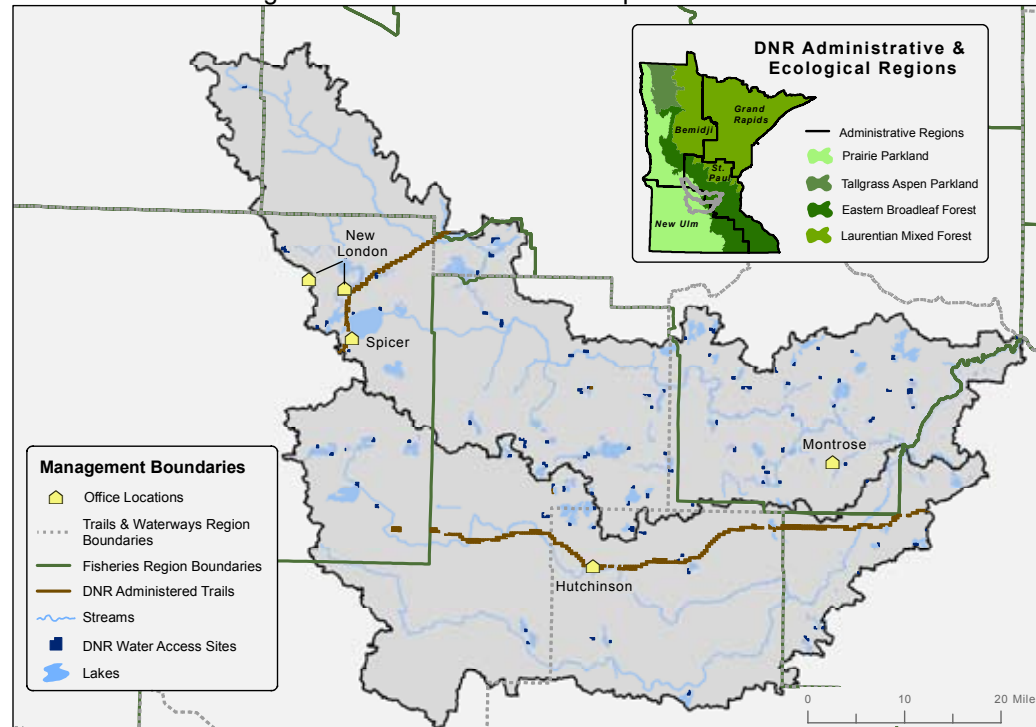 DNR Administrative &
Ecological Regions
Grand
Rapids
Bemidji
St.
Paul
New Ulm
Administrative Regions
Prairie Parkland
Tallgrass Aspen Parkland
Eastern Broadleaf Forest
Laurentian Mixed Forest
New
London
Spicer
Montrose
Hutchinson
Management Boundaries
Office Locations
Trails & Waterways Region
Boundaries
Fisheries Region Boundaries
DNR Administered Trails
Streams
DNR Water Access Sites
Lakes
0 10 20 Mile